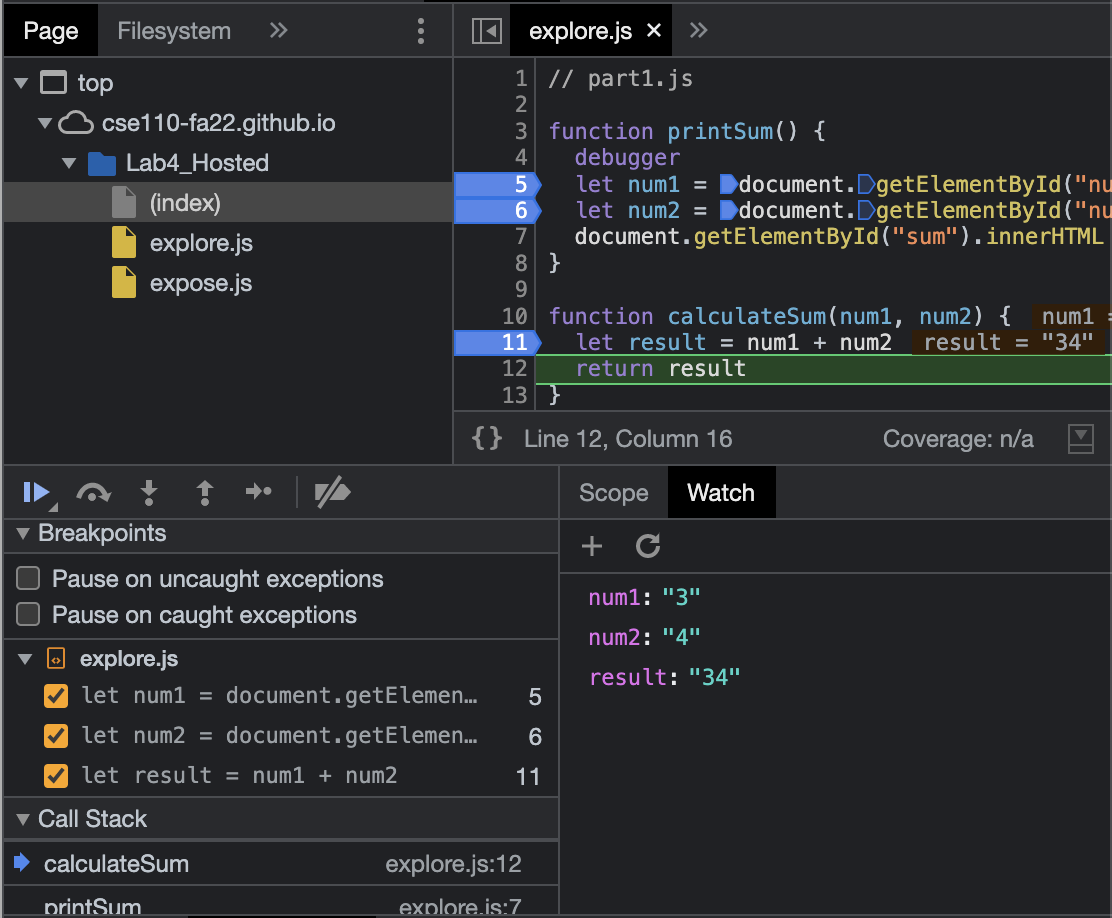 Page Filesystem »
explore.js × »
top
cse110-fa22.github.io
Lab4_Hosted
(index)
explore.js
expose.js
1 // part1.js
2
3 function printSum() {
4 debugger
5 let num1 = document.getElementById("nu
6 let num2 = document.getElementById("nu
7 document.getElementById("sum").innerHTML
8 }
9
10 function calculateSum(num1, num2) { num1 =
11 let result = num1 + num2 result = "34"
12 return result
13 }
{} Line 12, Column 16 Coverage: n/a
Breakpoints
Pause on uncaught exceptions
Pause on caught exceptions
explore.js
let num1 = document.getElemen… 5
let num2 = document.getElemen… 6
let result = num1 + num2 11
Call Stack
calculateSum explore.js:12
printSum explore.js:7
Scope Watch
num1: "3"
num2: "4"
result: "34"